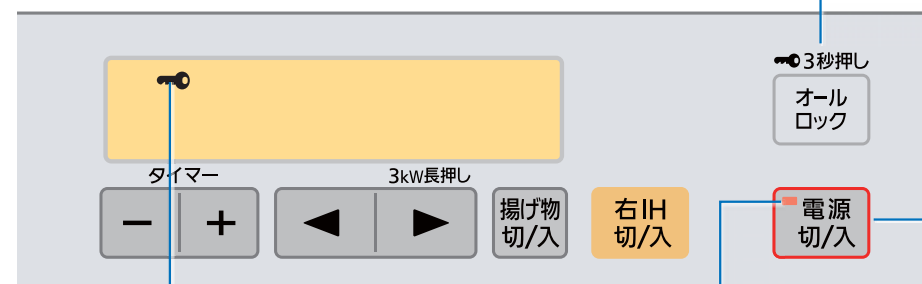 3秒押し
オール
ロック
タイマー
3kW長押し
− +
◀ ▶
揚げ物
切/入
右IH
切/入
電源
切/入